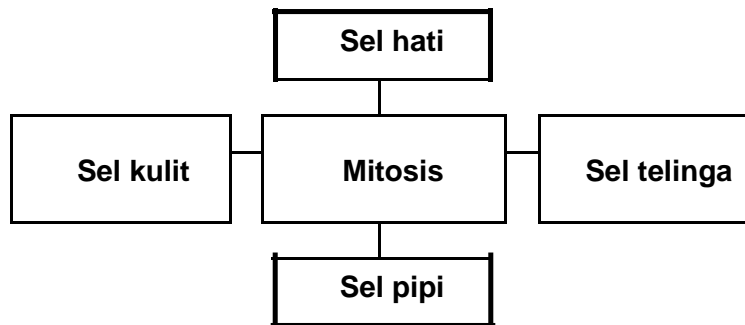 Sel hati
Sel kulit
Mitosis
Sel telinga
Sel pipi